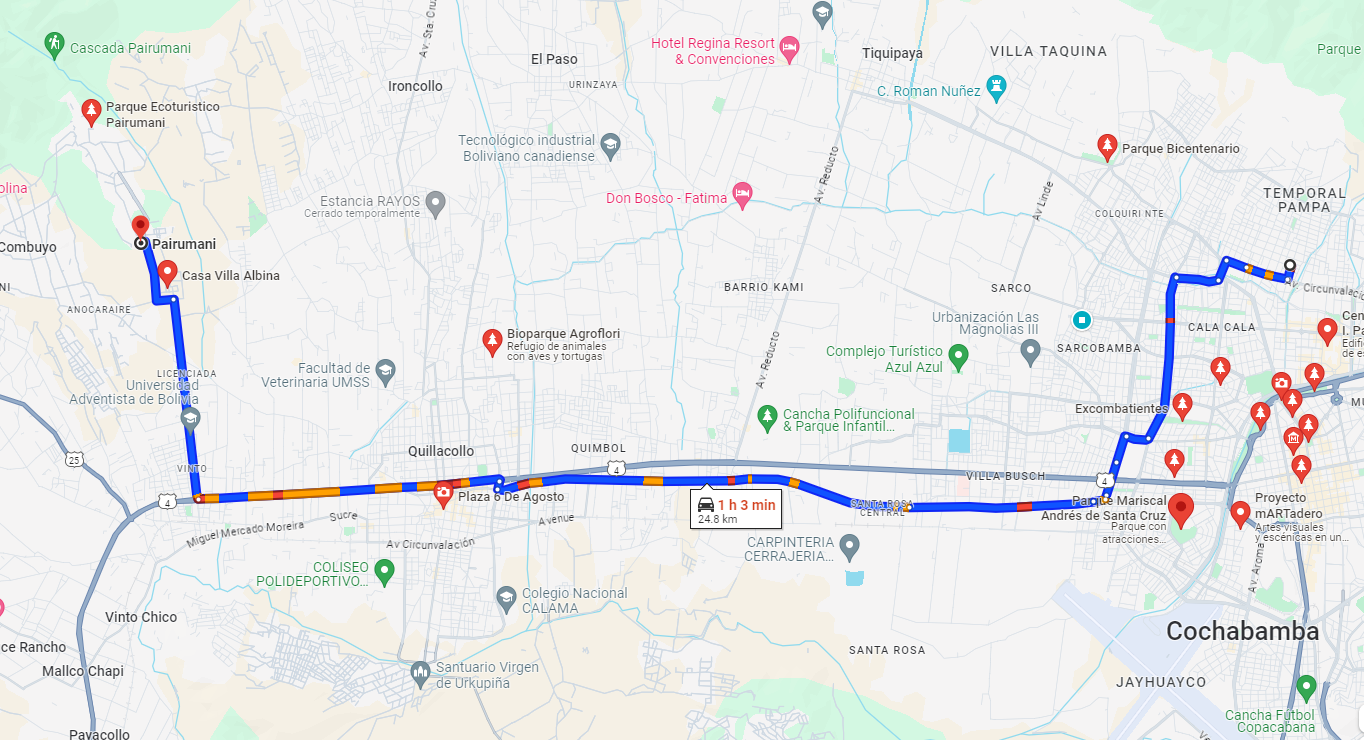 Cascada Pairumani
Parque Ecoturistico
Pairumani
olina
Combuyo
Pairumani
Casa Villa Albina
NI
ANOCARAIRE
LICENCIADA
Universidad
Adventista de Bolivia
25
VINTO
4
Av. Sta. Cruz
Ironcollo
El Paso
URINZAYA
Hotel Regina Resort
& Convenciones
Tiquipaya
VILLA TAQUINA
C. Roman Nuñez
Parque
Parque Bicentenario
Tecnológico industrial
Boliviano canadiense
Av. Reducto
Av Linde
Estancia RAYOS
Cerrado temporalmente
Don Bosco - Fatima
TEMPORAL
PAMPA
COLQUIRI NTE
Av. Circunvalació
BARRIO KAMI
SARCO
Urbanización Las
Magnolias III
CALA CALA
SARCOBAMBA
Cen
I. Pa
Edifi
de es
Bioparque Agroflori
Refugio de animales
con aves y tortugas
Facultad de
Veterinaria UMSS
Av. Reducto
Complejo Turístico
Azul Azul
Cancha Polifuncional
& Parque Infantil...
Excombatientes
MU
Quillacollo
QUIMBOL
4
VILLA BUSCH
4
Plaza 6 De Agosto
1 h 3 min
24.8 km
SANTA ROSA
CENTRAL
Parque Mariscal
Andrés de Santa Cruz
Parque con
atracciones...
Proyecto
mARTadero
Artes visuales
y escénicas en un...
Miguel Mercado Moreira
Sucre
Avenue
Av Circunvalación
CARPINTERIA
CERRAJERIA...
Av. Aroma
COLISEO
POLIDEPORTIVO...
Colegio Nacional
CALAMA
Vinto Chico
ce Rancho
Mallco Chapi
Santuario Virgen
de Urkupiña
SANTA ROSA
Cochabamba
JAYHUAYCO
Cancha Futbol
Copacabana
Pavacollo